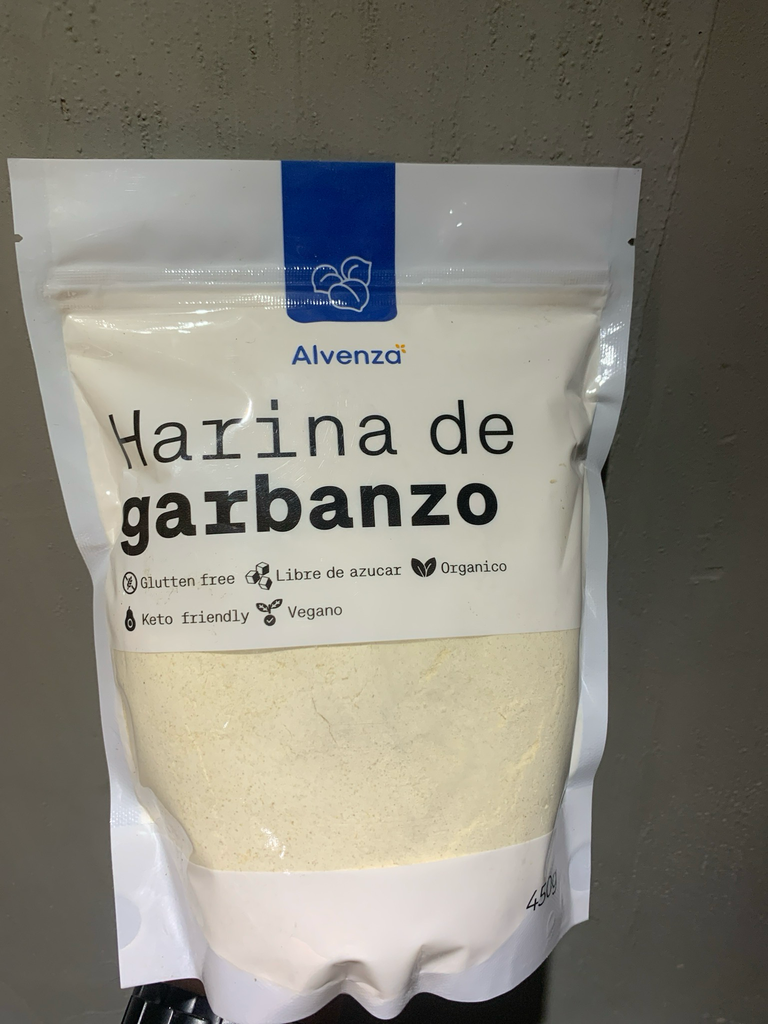 Alvenza
Harina de
garbanzo
Glutten free Libre de azucar Organico
Keto friendly Vegano
450g